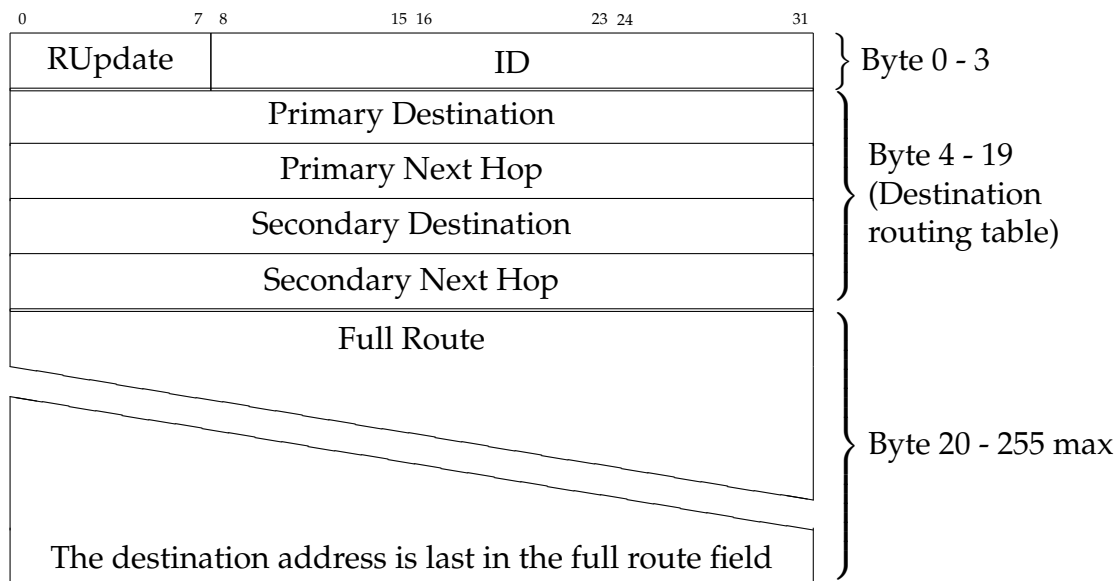 0 7 8 15 16 23 24 31
RUpdate ID Byte 0 - 3
Primary Destination
Primary Next Hop
Secondary Destination
Secondary Next Hop
Byte 4 - 19
(Destination
routing table)
Full Route
Byte 20 - 255 max
The destination address is last in the full route field